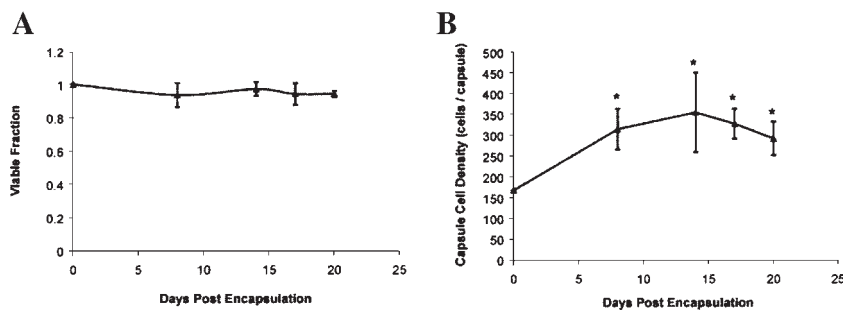 A
1.2
1
0.8
0.6
0.4
0.2
0
0 5 10 15 20 25
Viable Fraction
Days Post Encapsulation
B
500
450
400
350
300
250
200
150
100
50
0
0 5 10 15 20 25
* * * *
Capsule Cell Density (cells / capsule)
Days Post Encapsulation